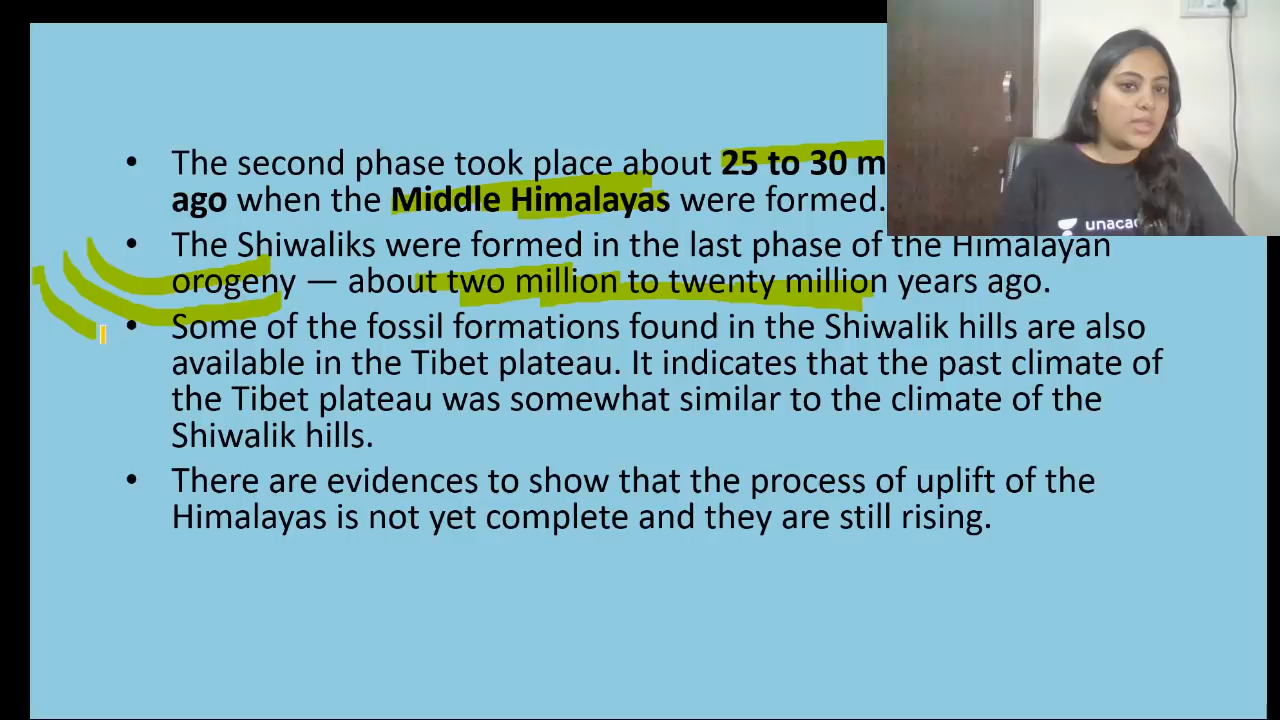 • The second phase took place about 25 to 30 m
ago when the Middle Himalayas were formed.
• The Shiwaliks were formed in the last phase of the Himalayan
orogeny — about two million to twenty million years ago.
• Some of the fossil formations found in the Shiwalik hills are also
available in the Tibet plateau. It indicates that the past climate of
the Tibet plateau was somewhat similar to the climate of the
Shiwalik hills.
• There are evidences to show that the process of uplift of the
Himalayas is not yet complete and they are still rising.